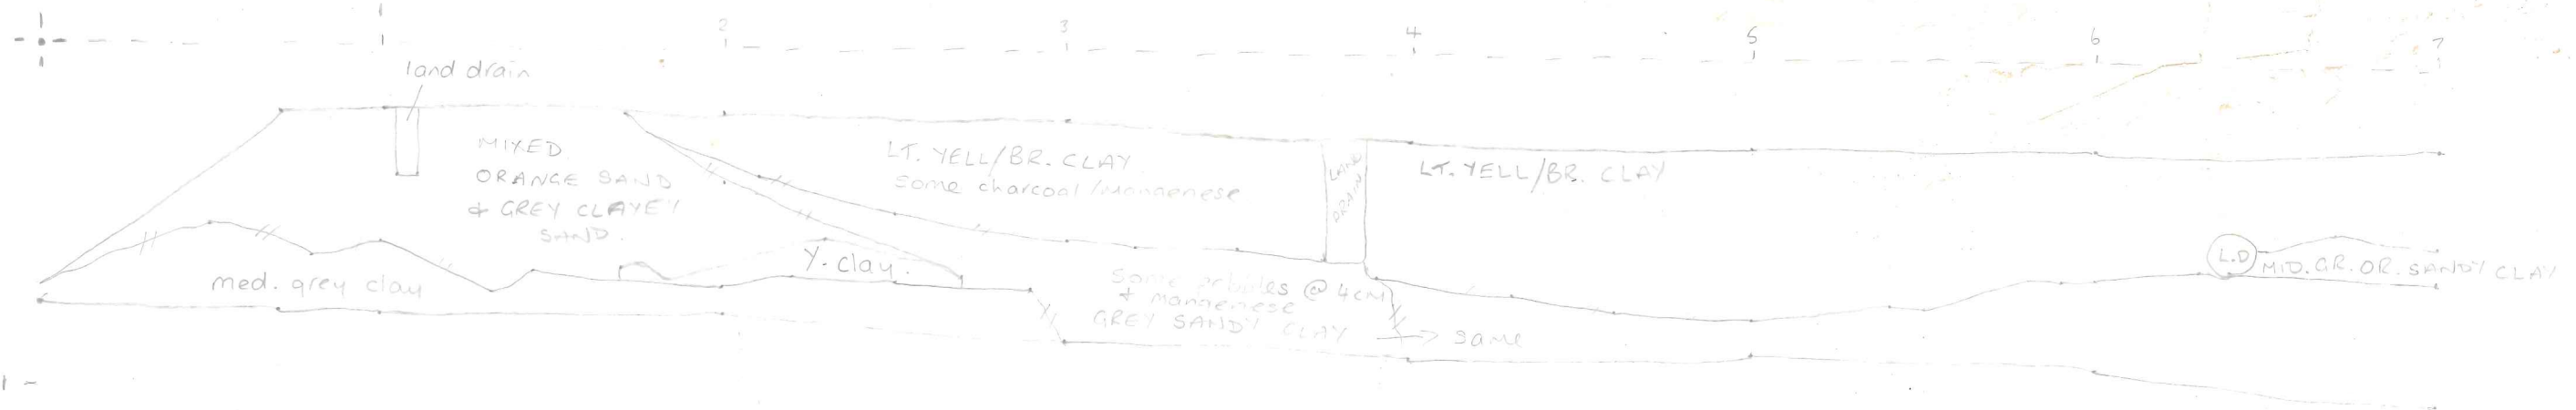 1 2 3 4 5 6 7
land drain
MIXED
ORANGE SAND
& GREY CLAYEY
SAND.
LT. YELL/BR. CLAY
some charcoal/manganese
LAND
DRAIN
LT. YELL/BR. CLAY
Y. clay.
med. grey clay
some pebbles @ 4CM
& manganese
GREY SANDY CLAY
→ same
L.D
MID. GR. OR. SANDY CLAY
1